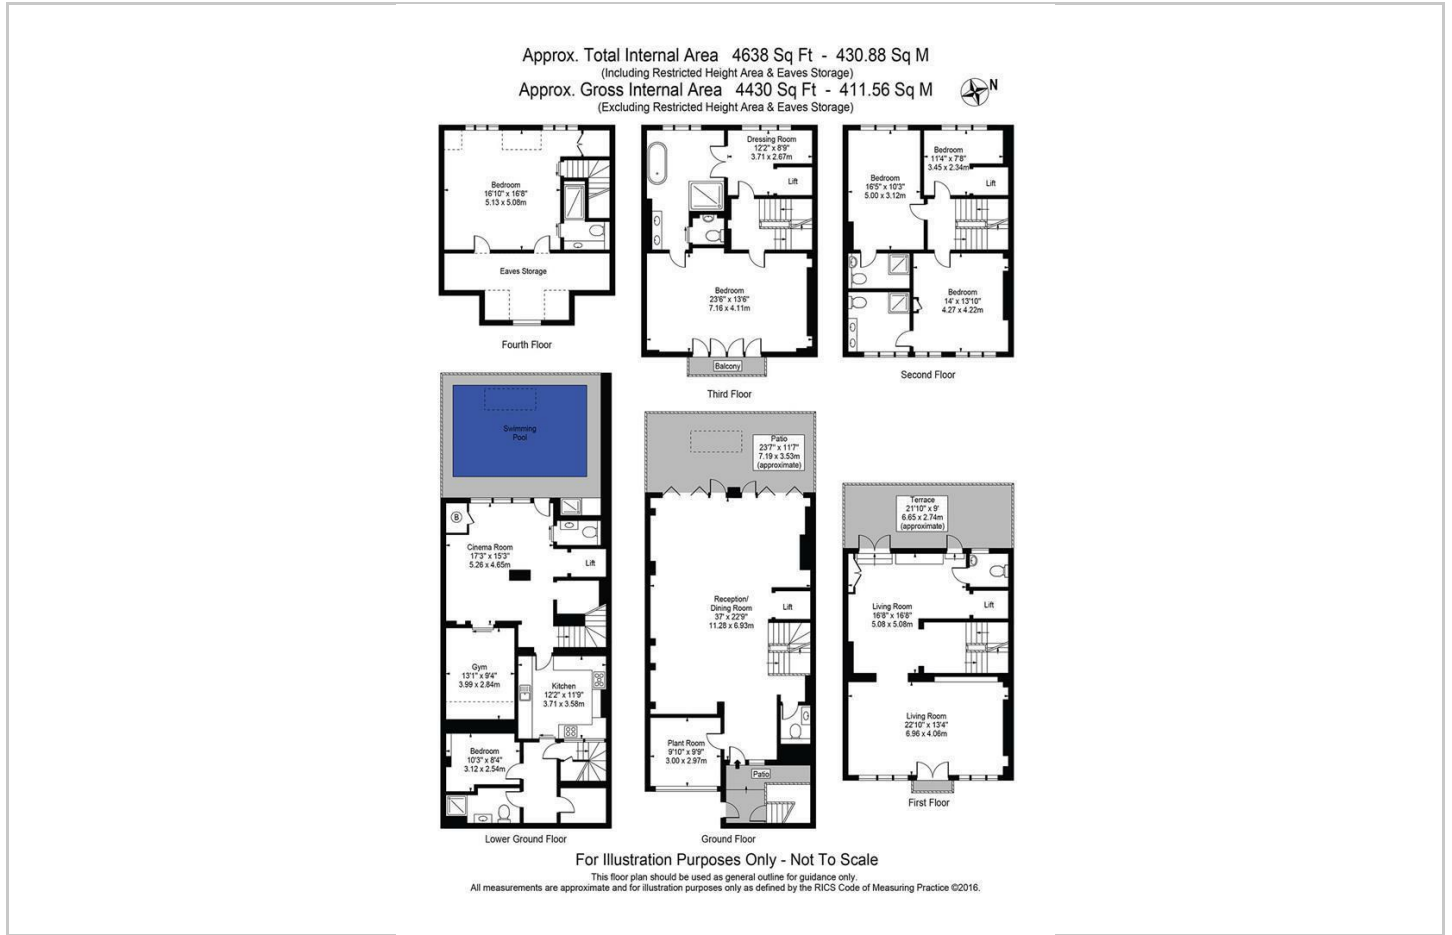 Approx. Total Internal Area 4638 Sq Ft - 430.88 Sq M
(Including Restricted Height Area & Eaves Storage)
Approx. Gross Internal Area 4430 Sq Ft - 411.56 Sq M
(Excluding Restricted Height Area & Eaves Storage)
N
Bedroom
16'10" x 16'8"
5.13 x 5.08m
Eaves Storage
Fourth Floor
Dressing Room
12'2" x 8'9"
3.71 x 2.67m
Lift
Bedroom
23'6" x 13'6"
7.16 x 4.11m
Balcony
Third Floor
Bedroom
11'4" x 7'8"
3.45 x 2.34m
Bedroom
16'5" x 10'3"
5.00 x 3.12m
Lift
Bedroom
14' x 13'10"
4.27 x 4.22m
Second Floor
Swimming
Pool
B
Cinema Room
17'3" x 15'3"
5.26 x 4.65m
Lift
Gym
13'1" x 9'4"
3.99 x 2.84m
Kitchen
12'2" x 11'9"
3.71 x 3.58m
Bedroom
10'3" x 8'4"
3.12 x 2.54m
Lower Ground Floor
Patio
23'7" x 11'7"
7.19 x 3.53m
(approximate)
Reception/
Dining Room
37' x 22'9"
11.28 x 6.93m
Lift
Plant Room
9'10" x 9'9"
3.00 x 2.97m
Patio
Ground Floor
Terrace
21'10" x 9'
6.65 x 2.74m
(approximate)
Living Room
16'8" x 16'8"
5.08 x 5.08m
Lift
Living Room
22'10" x 13'4"
6.96 x 4.06m
First Floor
For Illustration Purposes Only - Not To Scale
This floor plan should be used as general outline for guidance only.
All measurements are approximate and for illustration purposes only as defined by the RICS Code of Measuring Practice ©2016.